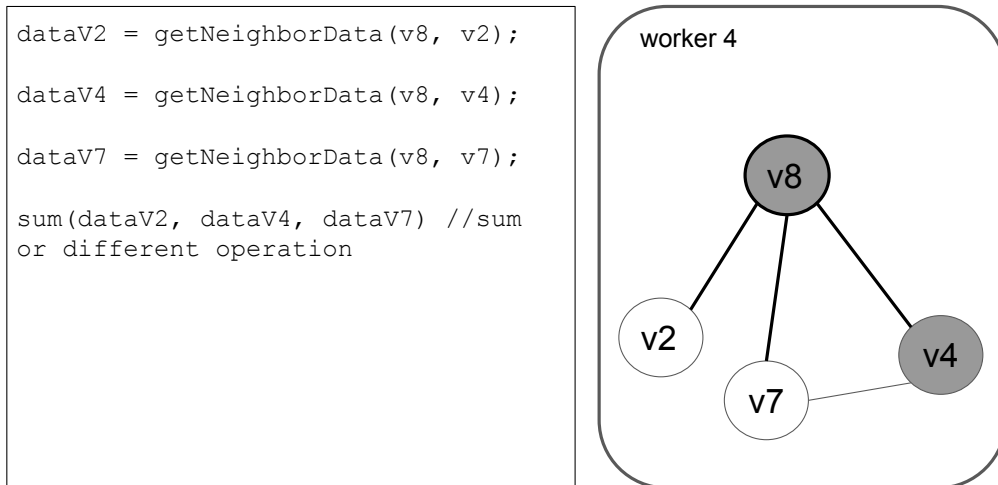 dataV2 = getNeighborData(v8, v2);
dataV4 = getNeighborData(v8, v4);
dataV7 = getNeighborData(v8, v7);
sum(dataV2, dataV4, dataV7) //sum
or different operation
worker 4
v8
v2
v4
v7